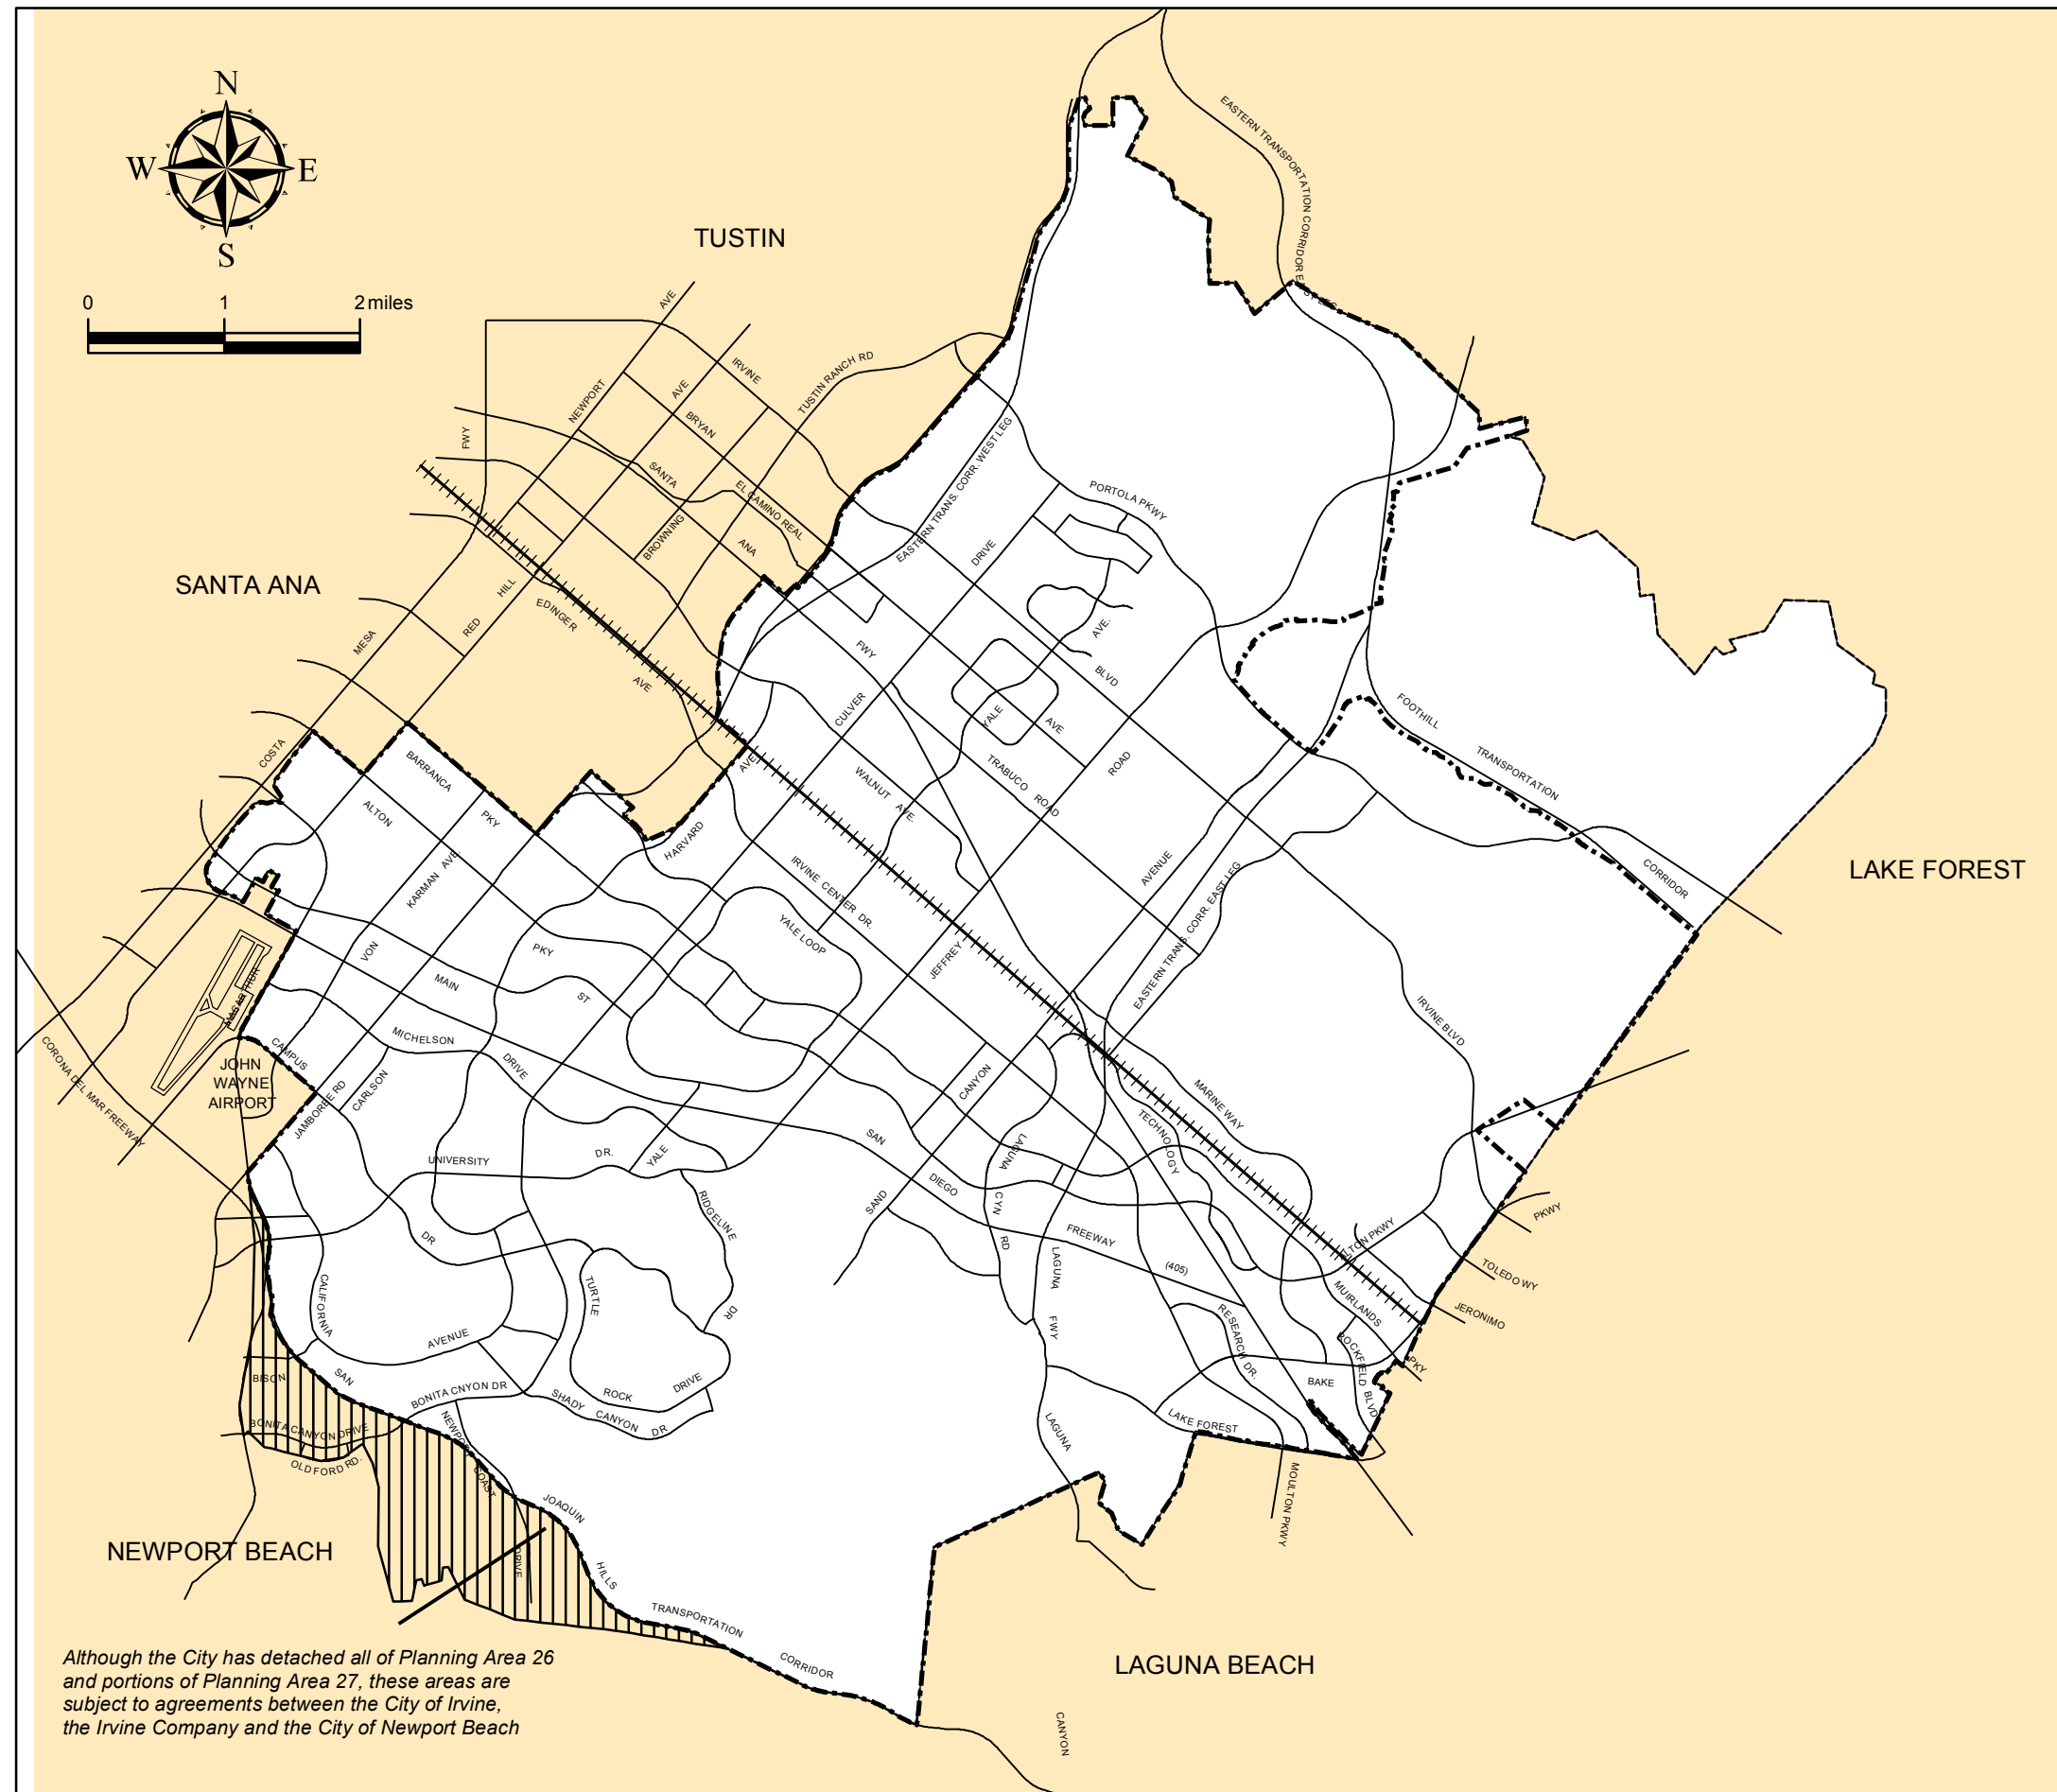 N
W E
S
0 1 2 miles
TUSTIN
SANTA ANA
LAKE FOREST
NEWPORT BEACH
LAGUNA BEACH
JOHN
WAYNE
AIRPORT
EASTERN TRANSPORTATION CORRIDOR EAST LEG
AVE
IRVINE
TUSTIN RANCH RD
NEWPORT
AVE
BRYAN
FWY
SANTA
EL CAMINO REAL
EASTERN TRANS. CORR. WEST LEG
PORTOLA PKWY
BROWNING
ANA
DRIVE
HILL
EDINGER
RED
MESA
AVE
FWY
AVE.
BLVD
CULVER
YALE
AVE
FOOTHILL
TRANSPORTATION
CORRIDOR
COSTA
BARRANCA
PKY
ALTON
AVE
WALNUT AVE
TRABUCO ROAD
ROAD
HARVARD
KARMAN AVE.
VON
IRVINE CENTER DR.
AVENUE
EASTERN TRANS. CORR. EAST LEG
YALE LOOP
PKY
JEFFREY
MAIN
ST
MACARTHUR
IRVINE BLVD
CAMPUS
MICHELSON
DRIVE
CORONA DEL MAR FREEWAY
JAMBOREE RD
CARLSON
CANYON
MARINE WAY
TECHNOLOGY
SAN
LAGUNA
UNIVERSITY
DR.
YALE
DIEGO
SAND
CYN
RD
RIDGELINE
FREEWAY
(405)
PKWY
ALTON PKWY
TOLEDO WY
DR
LAGUNA
CALIFORNIA
TURTLE
DR
MUIRLANDS
JERONIMO
FWY
RESEARCH DR.
ROCKFIELD BLVD
PKY
AVENUE
SAN
BISON
BONITA CNYON DR
ROCK
DRIVE
SHADY CANYON DR
BAKE
LAKE FOREST
NEWPORT
COAST
DRIVE
LAGUNA
BONITA CANYON DRIVE
OLD FORD RD.
MOULTON PKWY
JOAQUIN
HILLS
TRANSPORTATION
CORRIDOR
CANYON
Although the City has detached all of Planning Area 26
and portions of Planning Area 27, these areas are
subject to agreements between the City of Irvine,
the Irvine Company and the City of Newport Beach